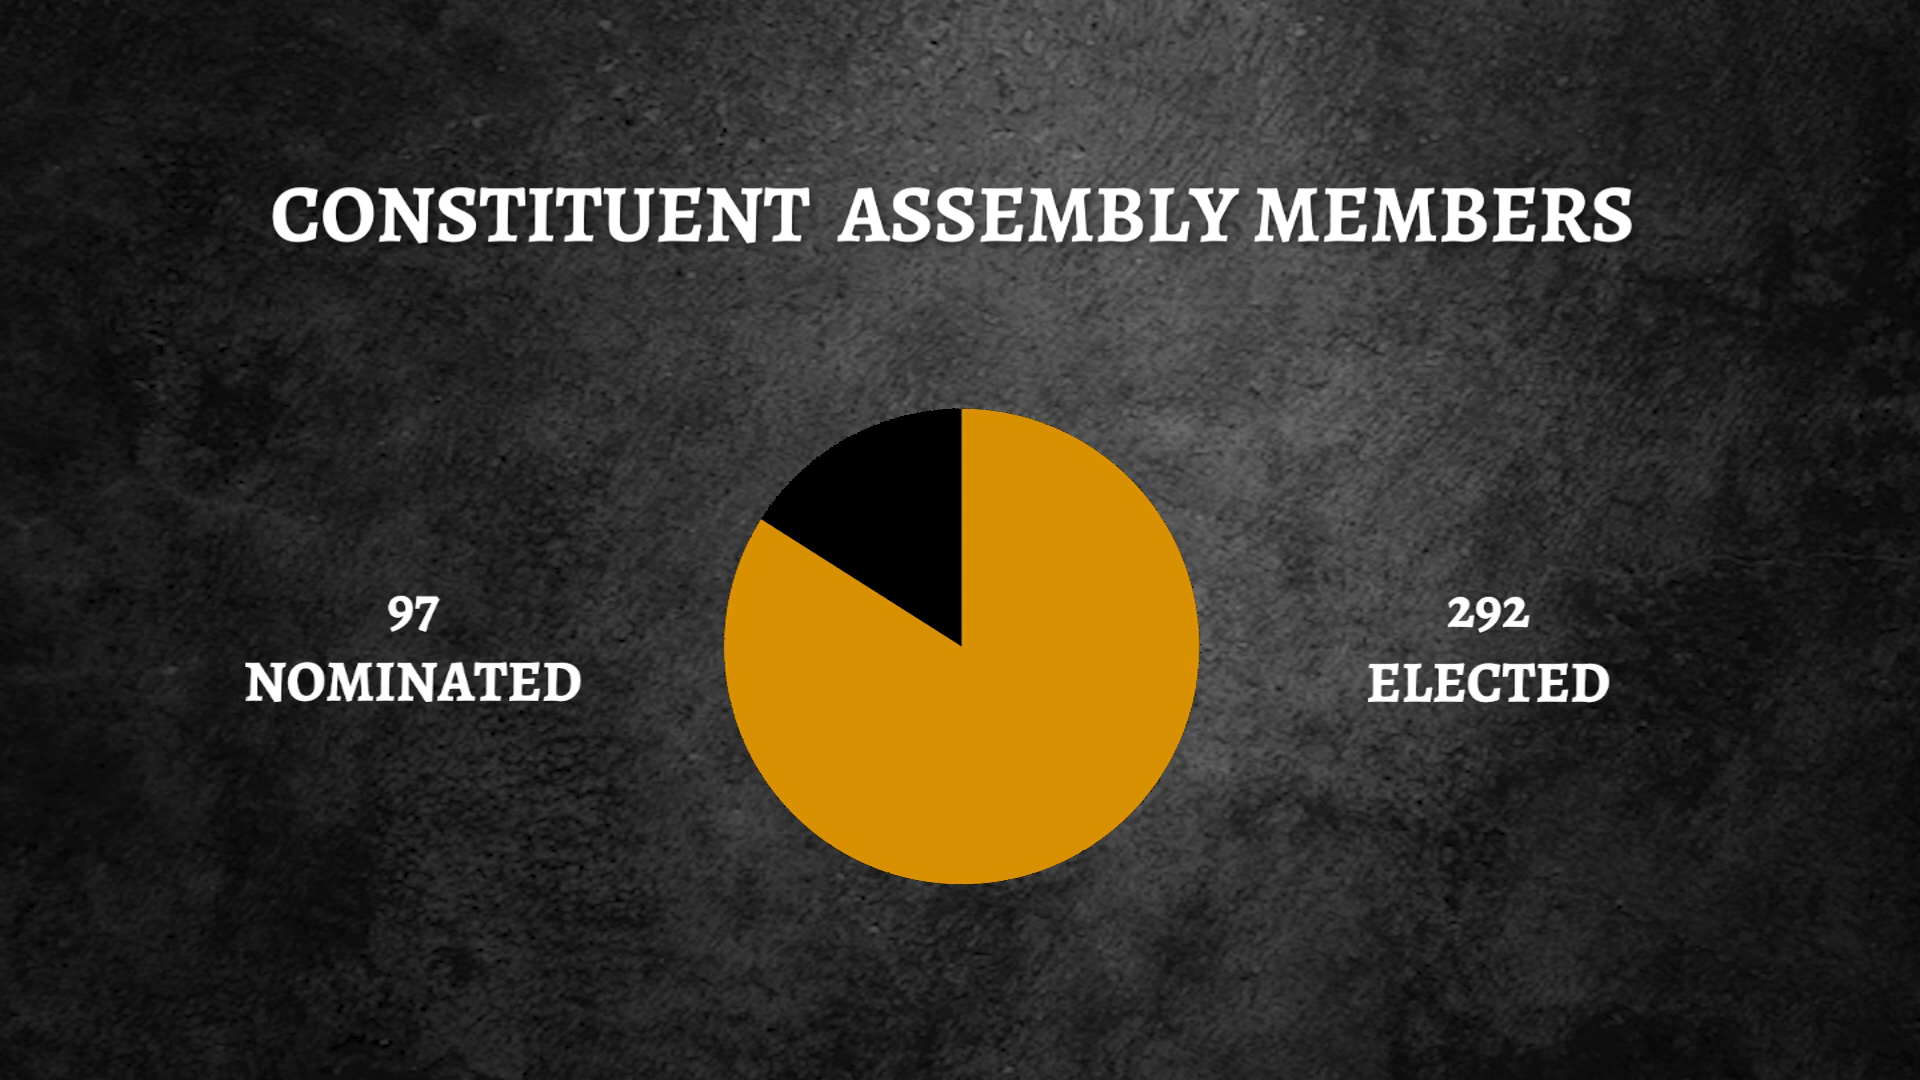 CONSTITUENT ASSEMBLY MEMBERS
97
NOMINATED
292
ELECTED